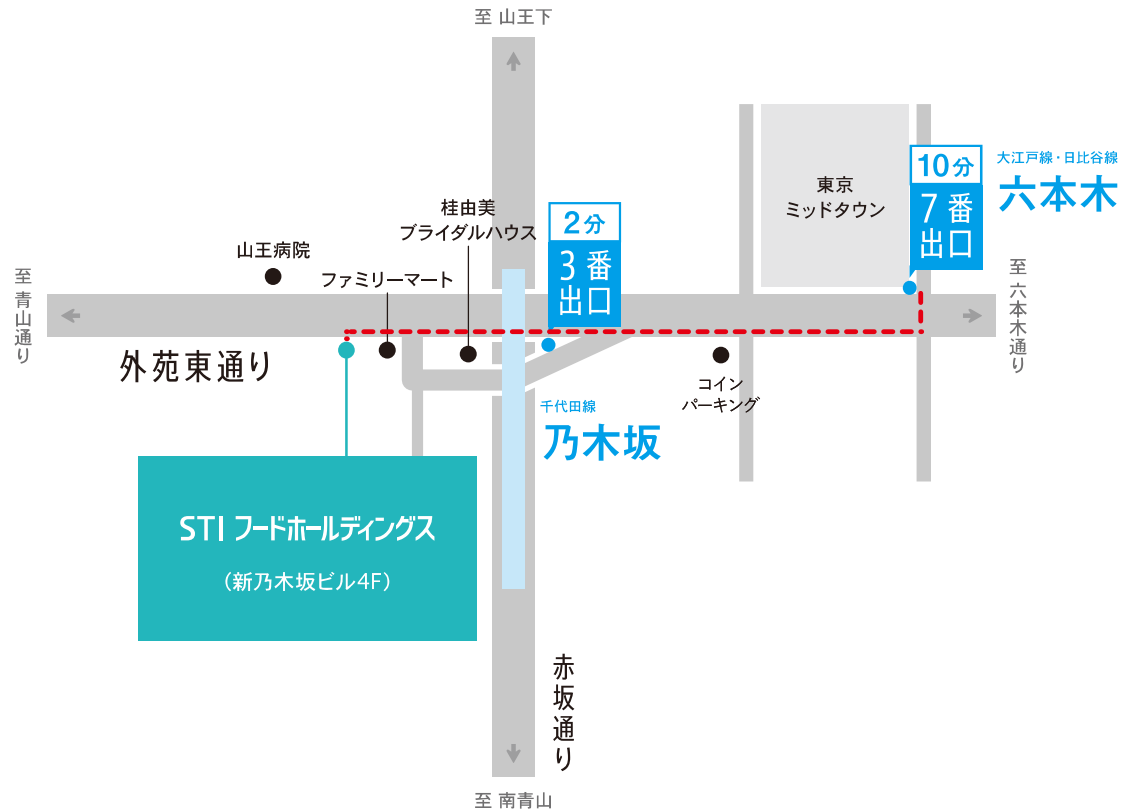 至 山王下
大江戸線・日比谷線
六本木
10分
7番
出口
東京
ミッドタウン
桂由美
ブライダルハウス
2分
3番
出口
山王病院
ファミリーマート
至 青山通り
至 六本木通り
外苑東通り
コイン
パーキング
千代田線
乃木坂
STI フードホールディングス
(新乃木坂ビル4F)
赤坂通り
至 南青山